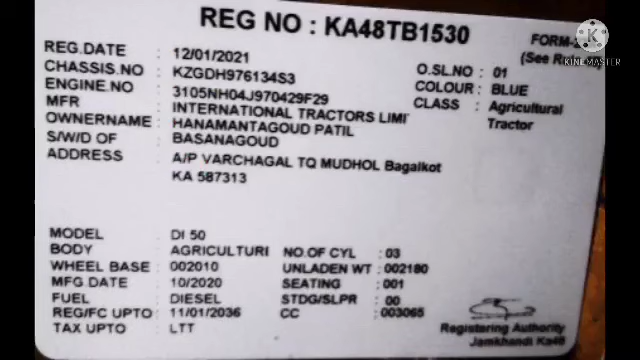 REG NO : KA48TB1530
FORM-2
(See Rul
KINEMASTER
REG.DATE : 12/01/2021
CHASSIS.NO : KZGDH976134S3 O.SL.NO : 01
ENGINE.NO : 3105NH04J970429F29 COLOUR : BLUE
MFR : INTERNATIONAL TRACTORS LIMI CLASS : Agricultural
Tractor
OWNERNAME : HANAMANTAGOUD PATIL
S/W/D OF : BASANAGOUD
ADDRESS : A/P VARCHAGAL TQ MUDHOL Bagalkot
KA 587313
MODEL : DI 50
BODY : AGRICULTURI NO.OF CYL : 03
WHEEL BASE : 002010 UNLADEN WT : 002180
MFG.DATE : 10/2020 SEATING : 001
FUEL : DIESEL STDG/SLPR : 00
REG/FC UPTO : 11/01/2036 CC : 003065
TAX UPTO : LTT
Registering Authority
Jamkhandi Ka48